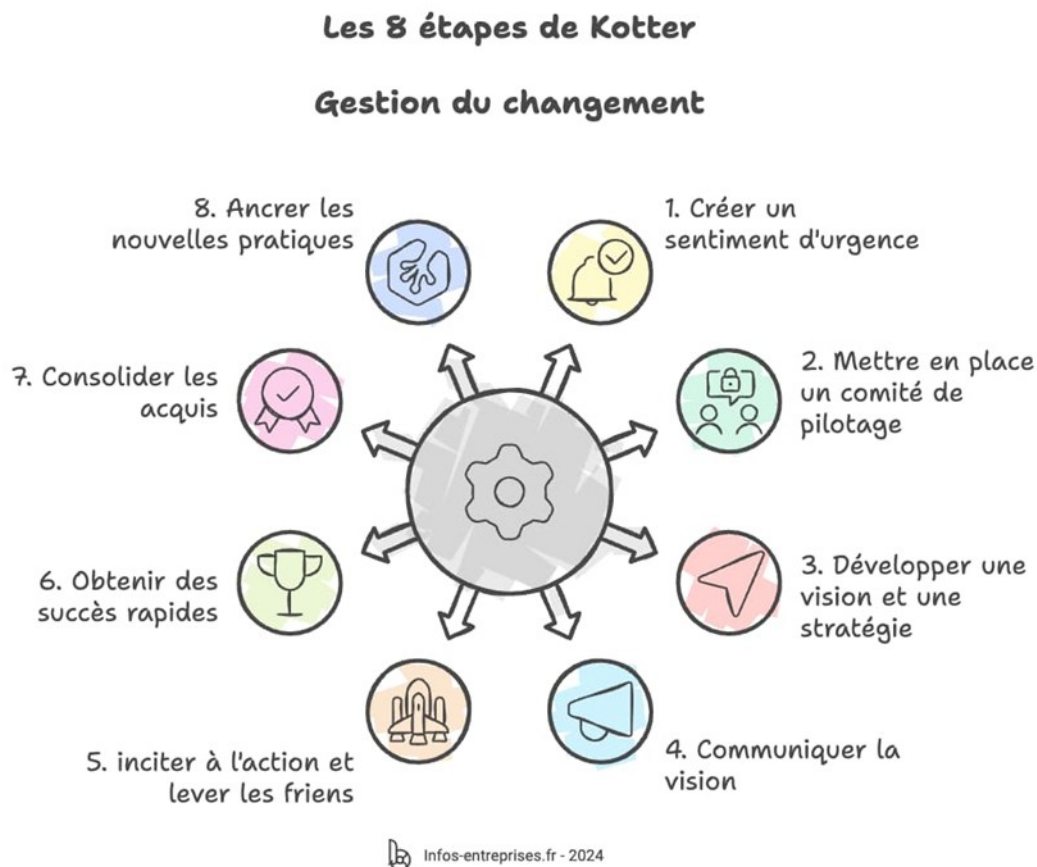 Les 8 étapes de Kotter
Gestion du changement
1. Créer un
sentiment d'urgence
2. Mettre en place
un comité de
pilotage
3. Développer une
vision et une
stratégie
4. Communiquer la
vision
5. inciter à l'action et
lever les friens
6. Obtenir des
succès rapides
7. Consolider les
acquis
8. Ancrer les
nouvelles pratiques
Infos-entreprises.fr - 2024